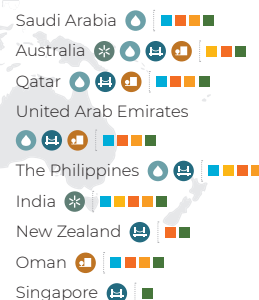 Saudi Arabia
Australia
Qatar
United Arab Emirates
The Philippines
India
New Zealand
Oman
Singapore